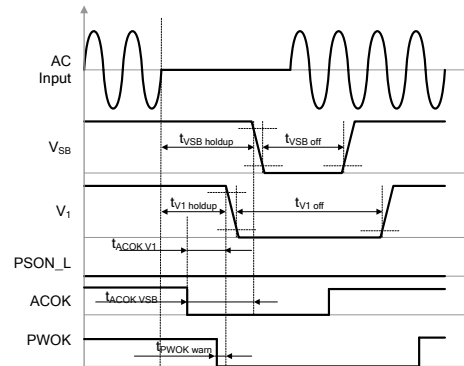 AC
Input
tVSB holdup
tVSB off
VSB
tV1 holdup
tV1 off
V1
tACOK V1
PSON_L
tACOK VSB
ACOK
PWOK
tPWOK warn